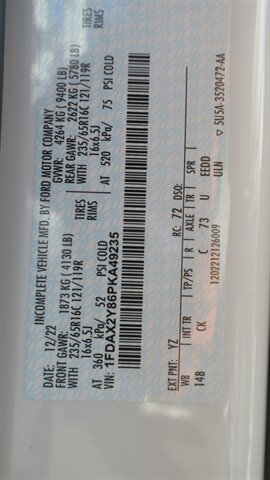 INCOMPLETE VEHICLE MFD. BY FORD MOTOR COMPANY
DATE: 12/22 GVWR: 4264 KG ( 9400 LB)
FRONT GAWR: 1873 KG ( 4130 LB) REAR GAWR: 2622 KG ( 5780 LB)
WITH 235/65R16C 121/119R TIRES WITH 235/65R16C 121/119R TIRES
16x6.5J RIMS 16x6.5J RIMS
AT 360 kPa/ 52 PSI COLD AT 520 kPa/ 75 PSI COLD
VIN: 1FDAX2Y86PKA49235
EXT PNT: YZ RC: 72 DSO:
WB INT TR TP/PS R AXLE TR SPR
148 CK C 73 U EEDD
ULN
1202212126009
5U5A-3520472-AA